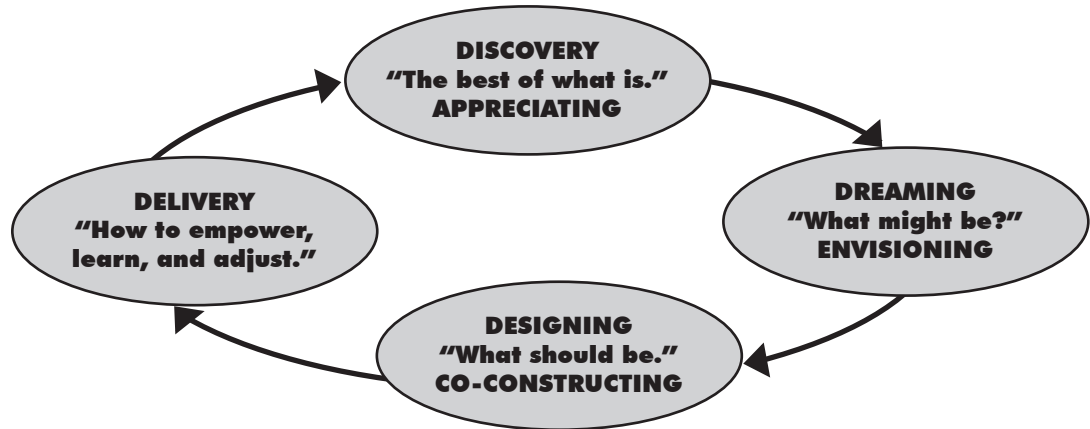 DISCOVERY
“The best of what is.”
APPRECIATING
DREAMING
“What might be?”
ENVISIONING
DESIGNING
“What should be.”
CO-CONSTRUCTING
DELIVERY
“How to empower,
learn, and adjust.”